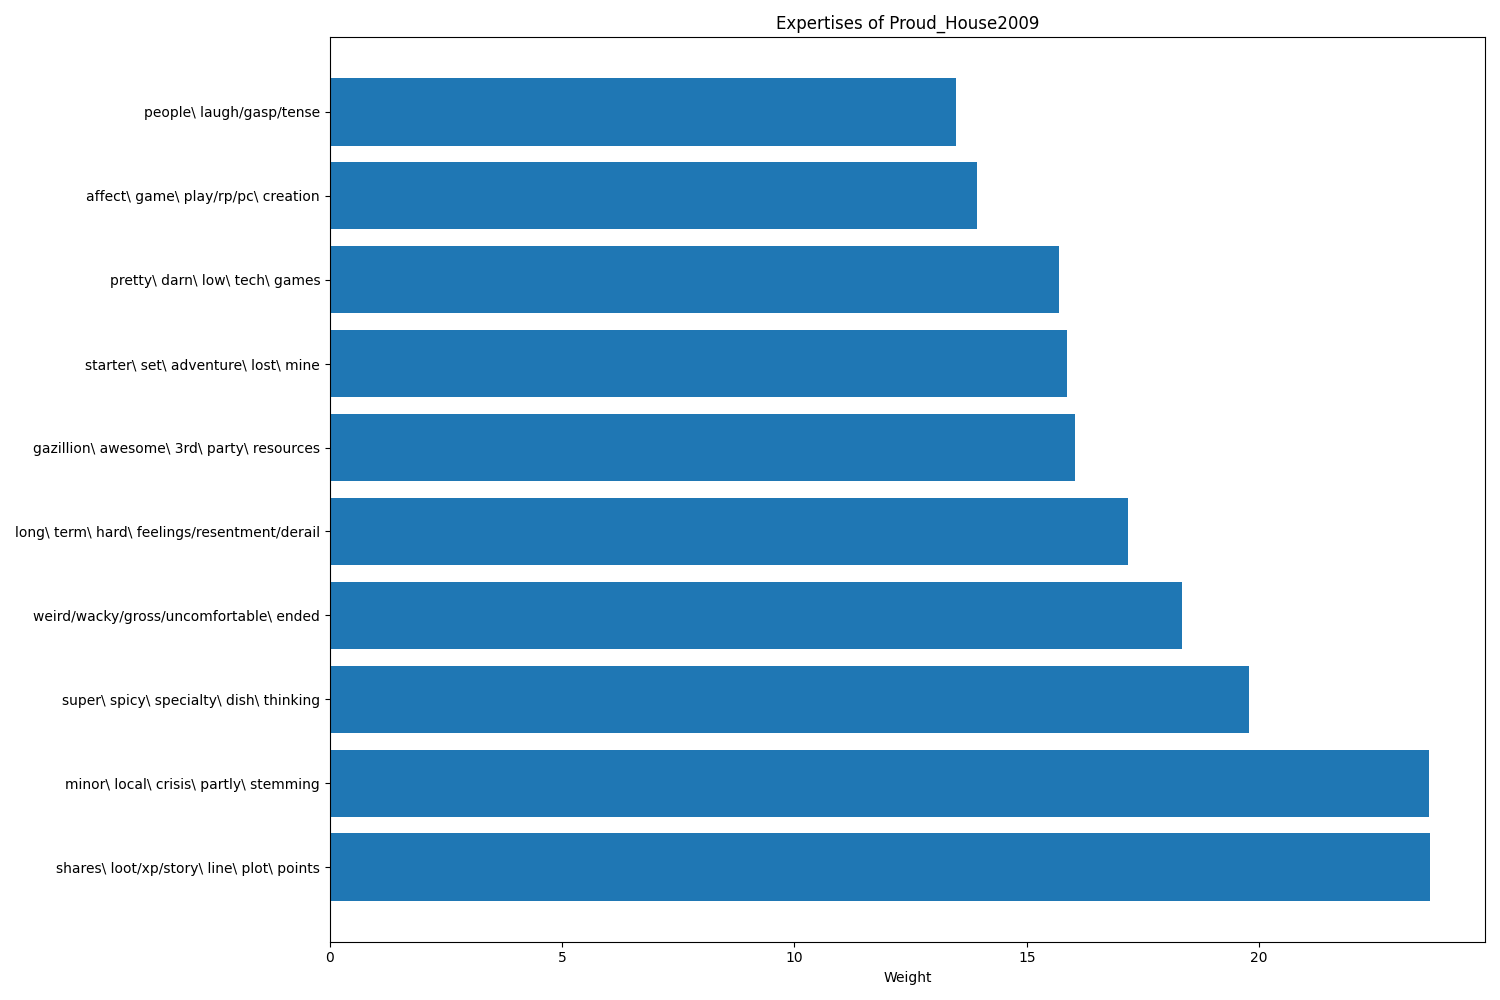 Expertises of Proud_House2009
people\ laugh/gasp/tense
affect\ game\ play/rp/pc\ creation
pretty\ darn\ low\ tech\ games
starter\ set\ adventure\ lost\ mine
gazillion\ awesome\ 3rd\ party\ resources
long\ term\ hard\ feelings/resentment/derail
weird/wacky/gross/uncomfortable\ ended
super\ spicy\ specialty\ dish\ thinking
minor\ local\ crisis\ partly\ stemming
shares\ loot/xp/story\ line\ plot\ points
0 5 10 15 20
Weight